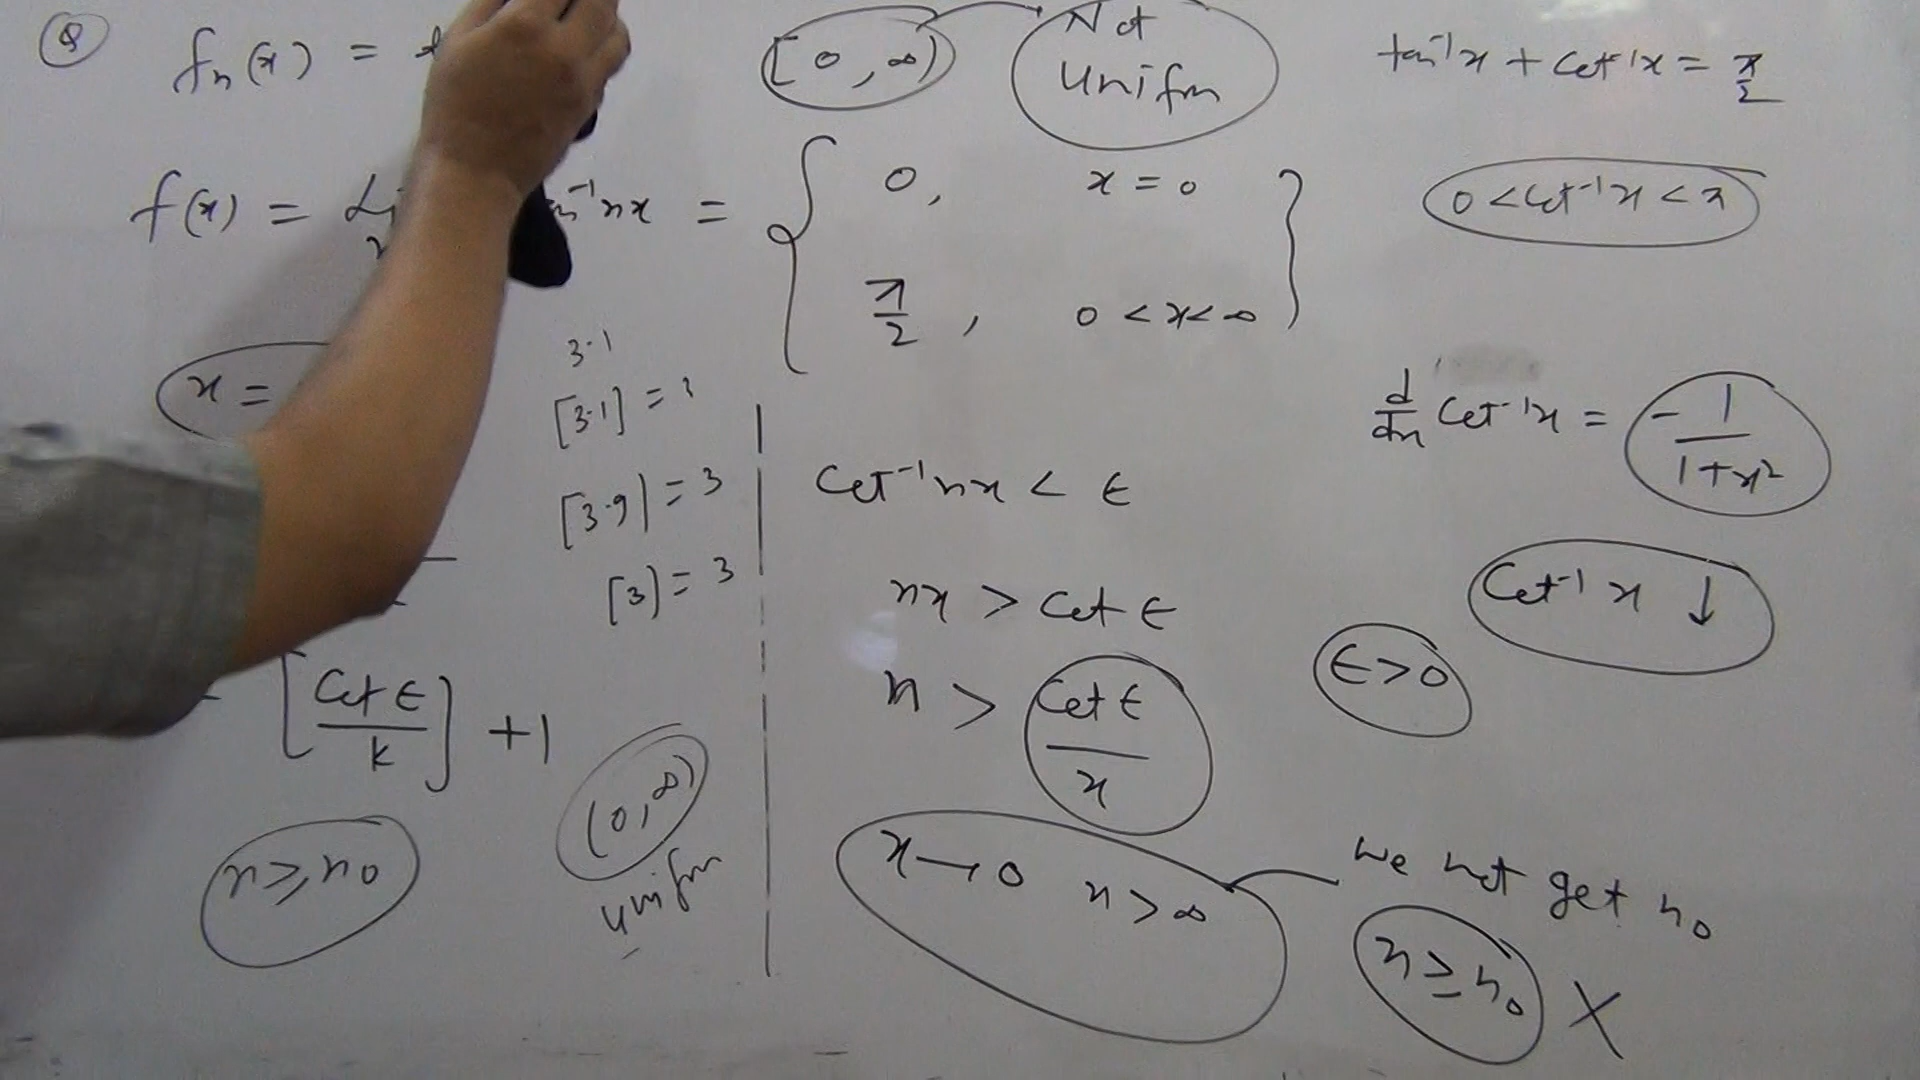 Q fn(x) = [0, ∞) Not Unifm tan⁻¹x + Cot⁻¹x = π/2
f(x) = Li n⁻¹nx = { 0, x = 0
π/2, 0 < x < ∞ }
0 < Cot⁻¹x < π
x =
3·1
[3·1] =
[3·9] = 3
[3] = 3
[Cot ϵ / k] + 1
n ≥ n₀
(0, ∞)
unifm
Cot⁻¹nx < ϵ
nx > Cot ϵ
n > Cot ϵ / x
x → 0 n > ∞
d/dx Cot⁻¹x = - 1 / 1+x²
Cot⁻¹x ↓
ϵ > 0
We not get n₀
n ≥ n₀ X